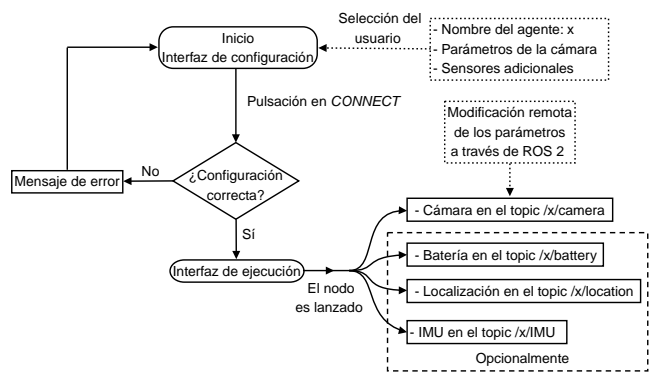 Inicio
Interfaz de configuración
Selección del
usuario
- Nombre del agente: x
- Parámetros de la cámara
- Sensores adicionales
Pulsación en CONNECT
Modificación remota
de los parámetros
a través de ROS 2
¿Configuración
correcta?
No
Mensaje de error
Sí
Interfaz de ejecución
El nodo
es lanzado
- Cámara en el topic /x/camera
- Batería en el topic /x/battery
- Localización en el topic /x/location
- IMU en el topic /x/IMU
Opcionalmente